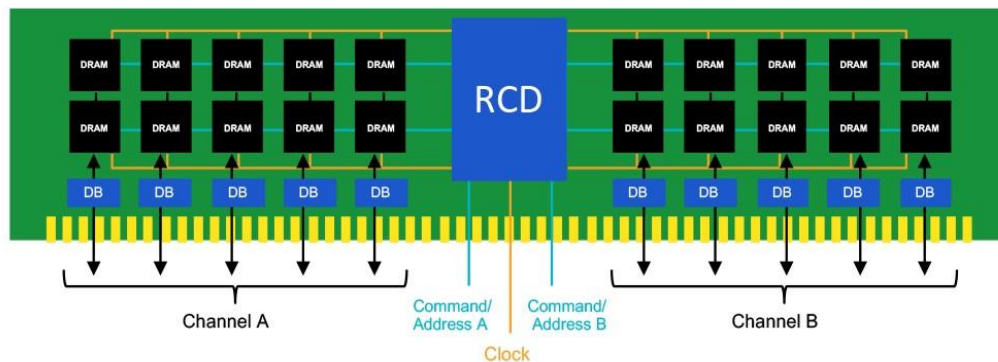 DRAM DRAM DRAM DRAM DRAM RCD DRAM DRAM DRAM DRAM DRAM
DRAM DRAM DRAM DRAM DRAM DRAM DRAM DRAM DRAM DRAM
DB DB DB DB DB DB DB DB DB DB
Channel A
Command/
Address A
Command/
Address B
Channel B
Clock